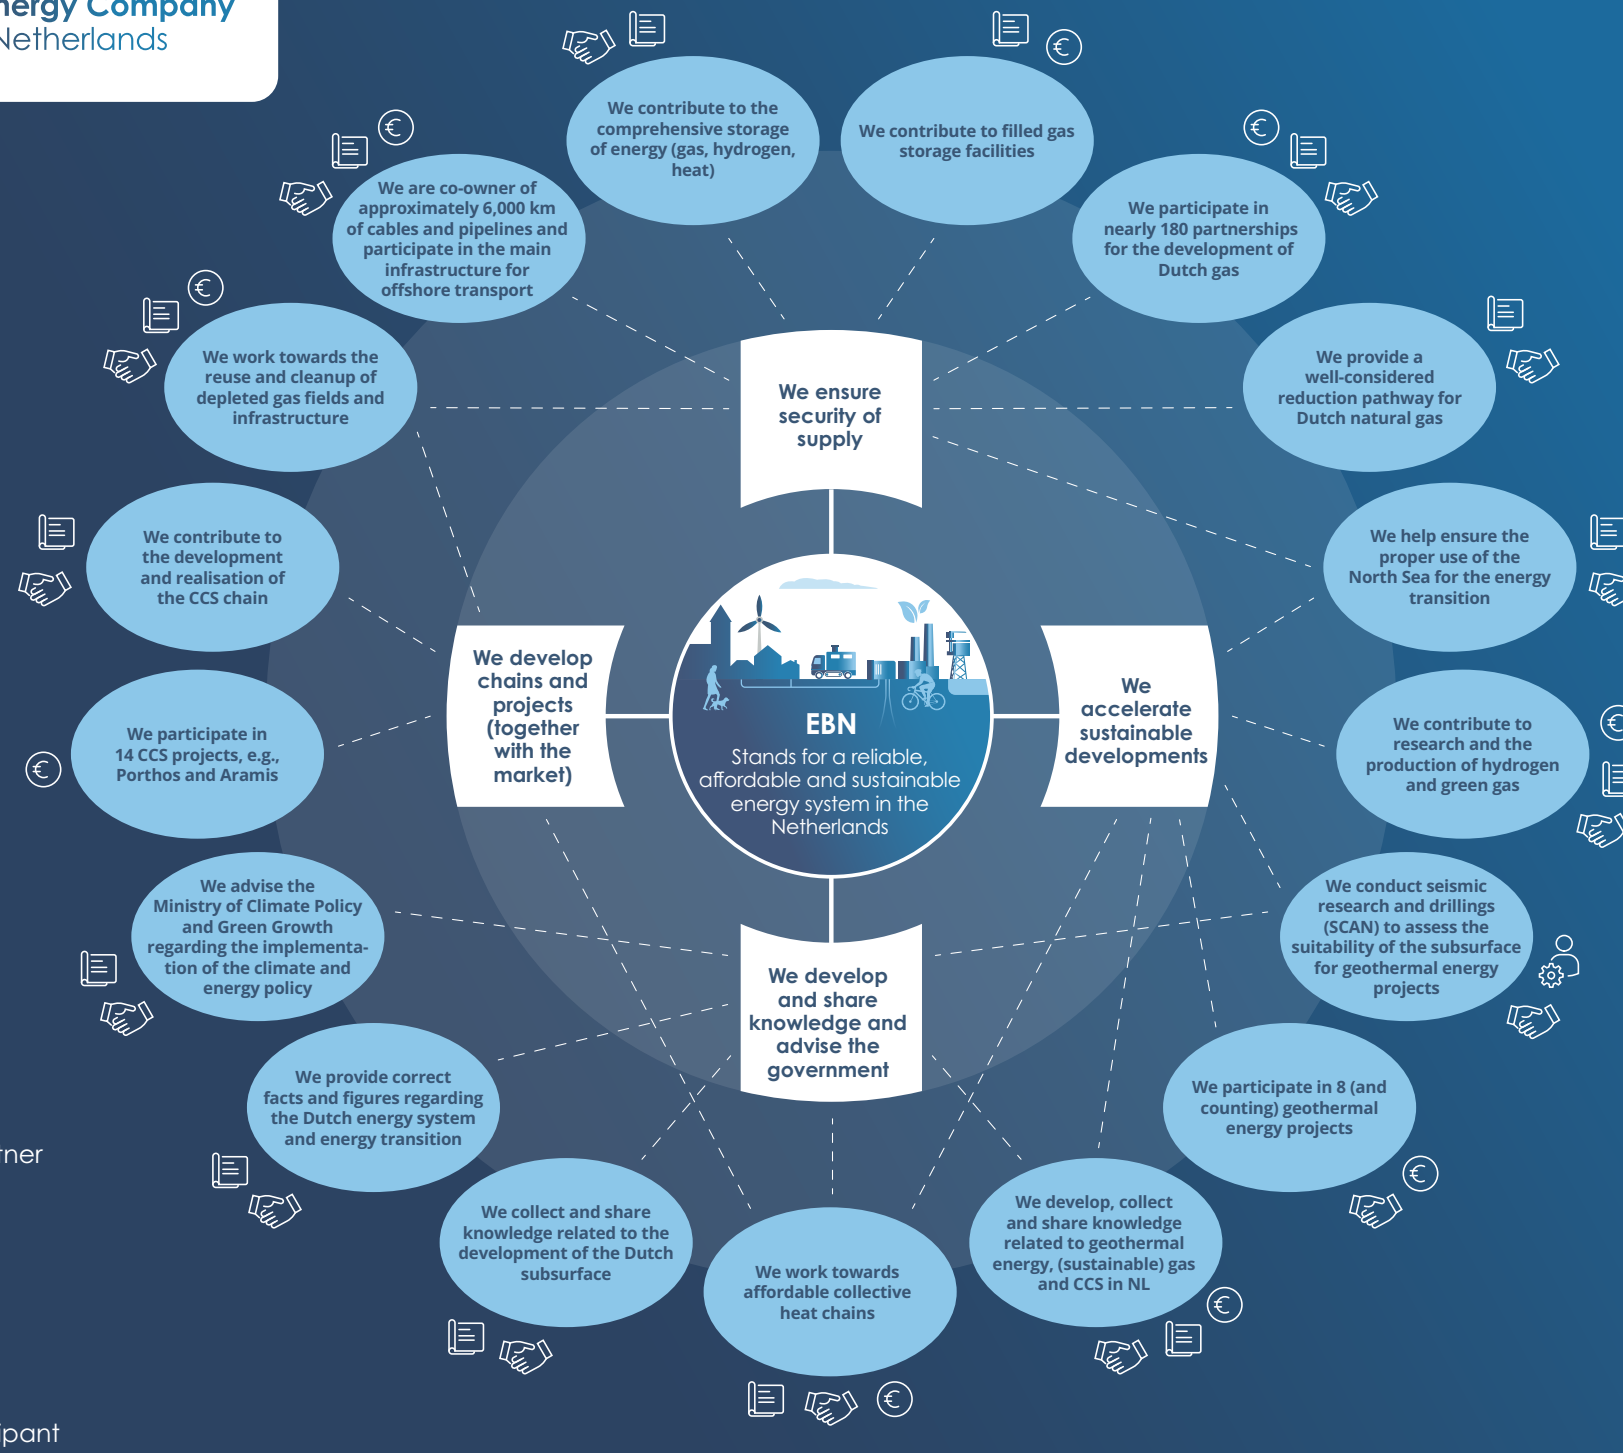 Company
Netherlands
We contribute to the
comprehensive storage
of energy (gas, hydrogen,
heat)
We contribute to filled gas
storage facilities
We are co-owner of
approximately 6,000 km
of cables and pipelines and
participate in the main
infrastructure for
offshore transport
We participate in
nearly 180 partnerships
for the development of
Dutch gas
We work towards the
reuse and cleanup of
depleted gas fields and
infrastructure
We provide a
well-considered
reduction pathway for
Dutch natural gas
We ensure
security of
supply
We contribute to
the development
and realisation of
the CCS chain
We help ensure the
proper use of the
North Sea for the energy
transition
We develop
chains and
projects
(together
with the
market)
EBN
Stands for a reliable,
affordable and sustainable
energy system in the
Netherlands
We
accelerate
sustainable
developments
We participate in
14 CCS projects, e.g.,
Porthos and Aramis
We contribute to
research and the
production of hydrogen
and green gas
We advise the
Ministry of Climate Policy
and Green Growth
regarding the implementa-
tion of the climate and
energy policy
We develop
and share
knowledge and
advise the
government
We conduct seismic
research and drillings
(SCAN) to assess the
suitability of the subsurface
for geothermal energy
projects
We provide correct
facts and figures regarding
the Dutch energy system
and energy transition
We participate in 8 (and
counting) geothermal
energy projects
We collect and share
knowledge related to the
development of the Dutch
subsurface
We work towards
affordable collective
heat chains
We develop, collect
and share knowledge
related to geothermal
energy, (sustainable) gas
and CCS in NL